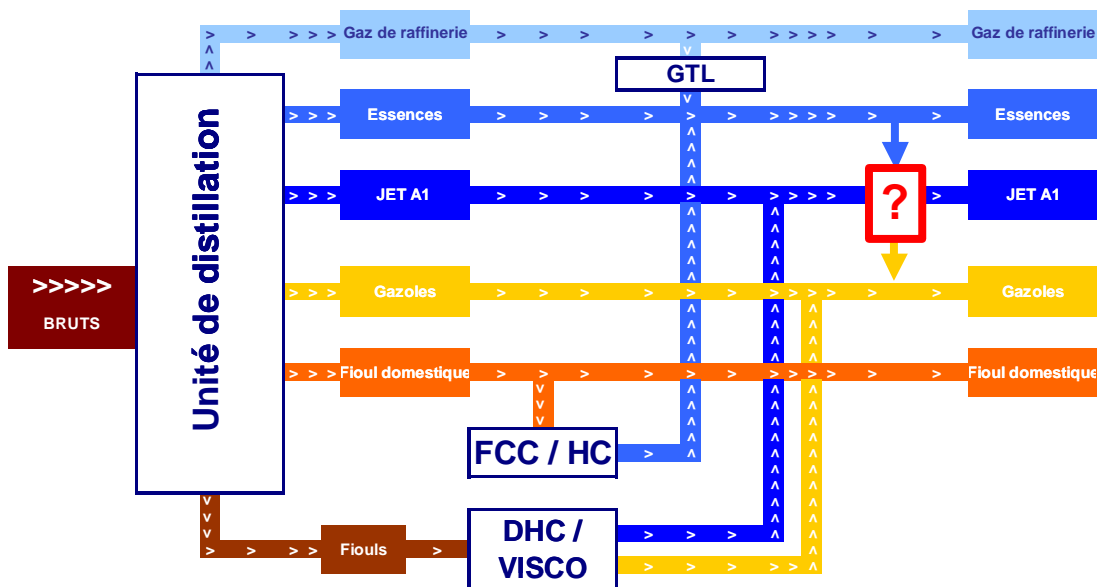 Gaz de raffinerie
Gaz de raffinerie
GTL
Essences
Essences
Unité de distillation
JET A1
?
JET A1
>>>>>
BRUTS
Gazoles
Gazoles
Fioul domestique
Fioul domestique
FCC / HC
DHC /
VISCO
Fiouls